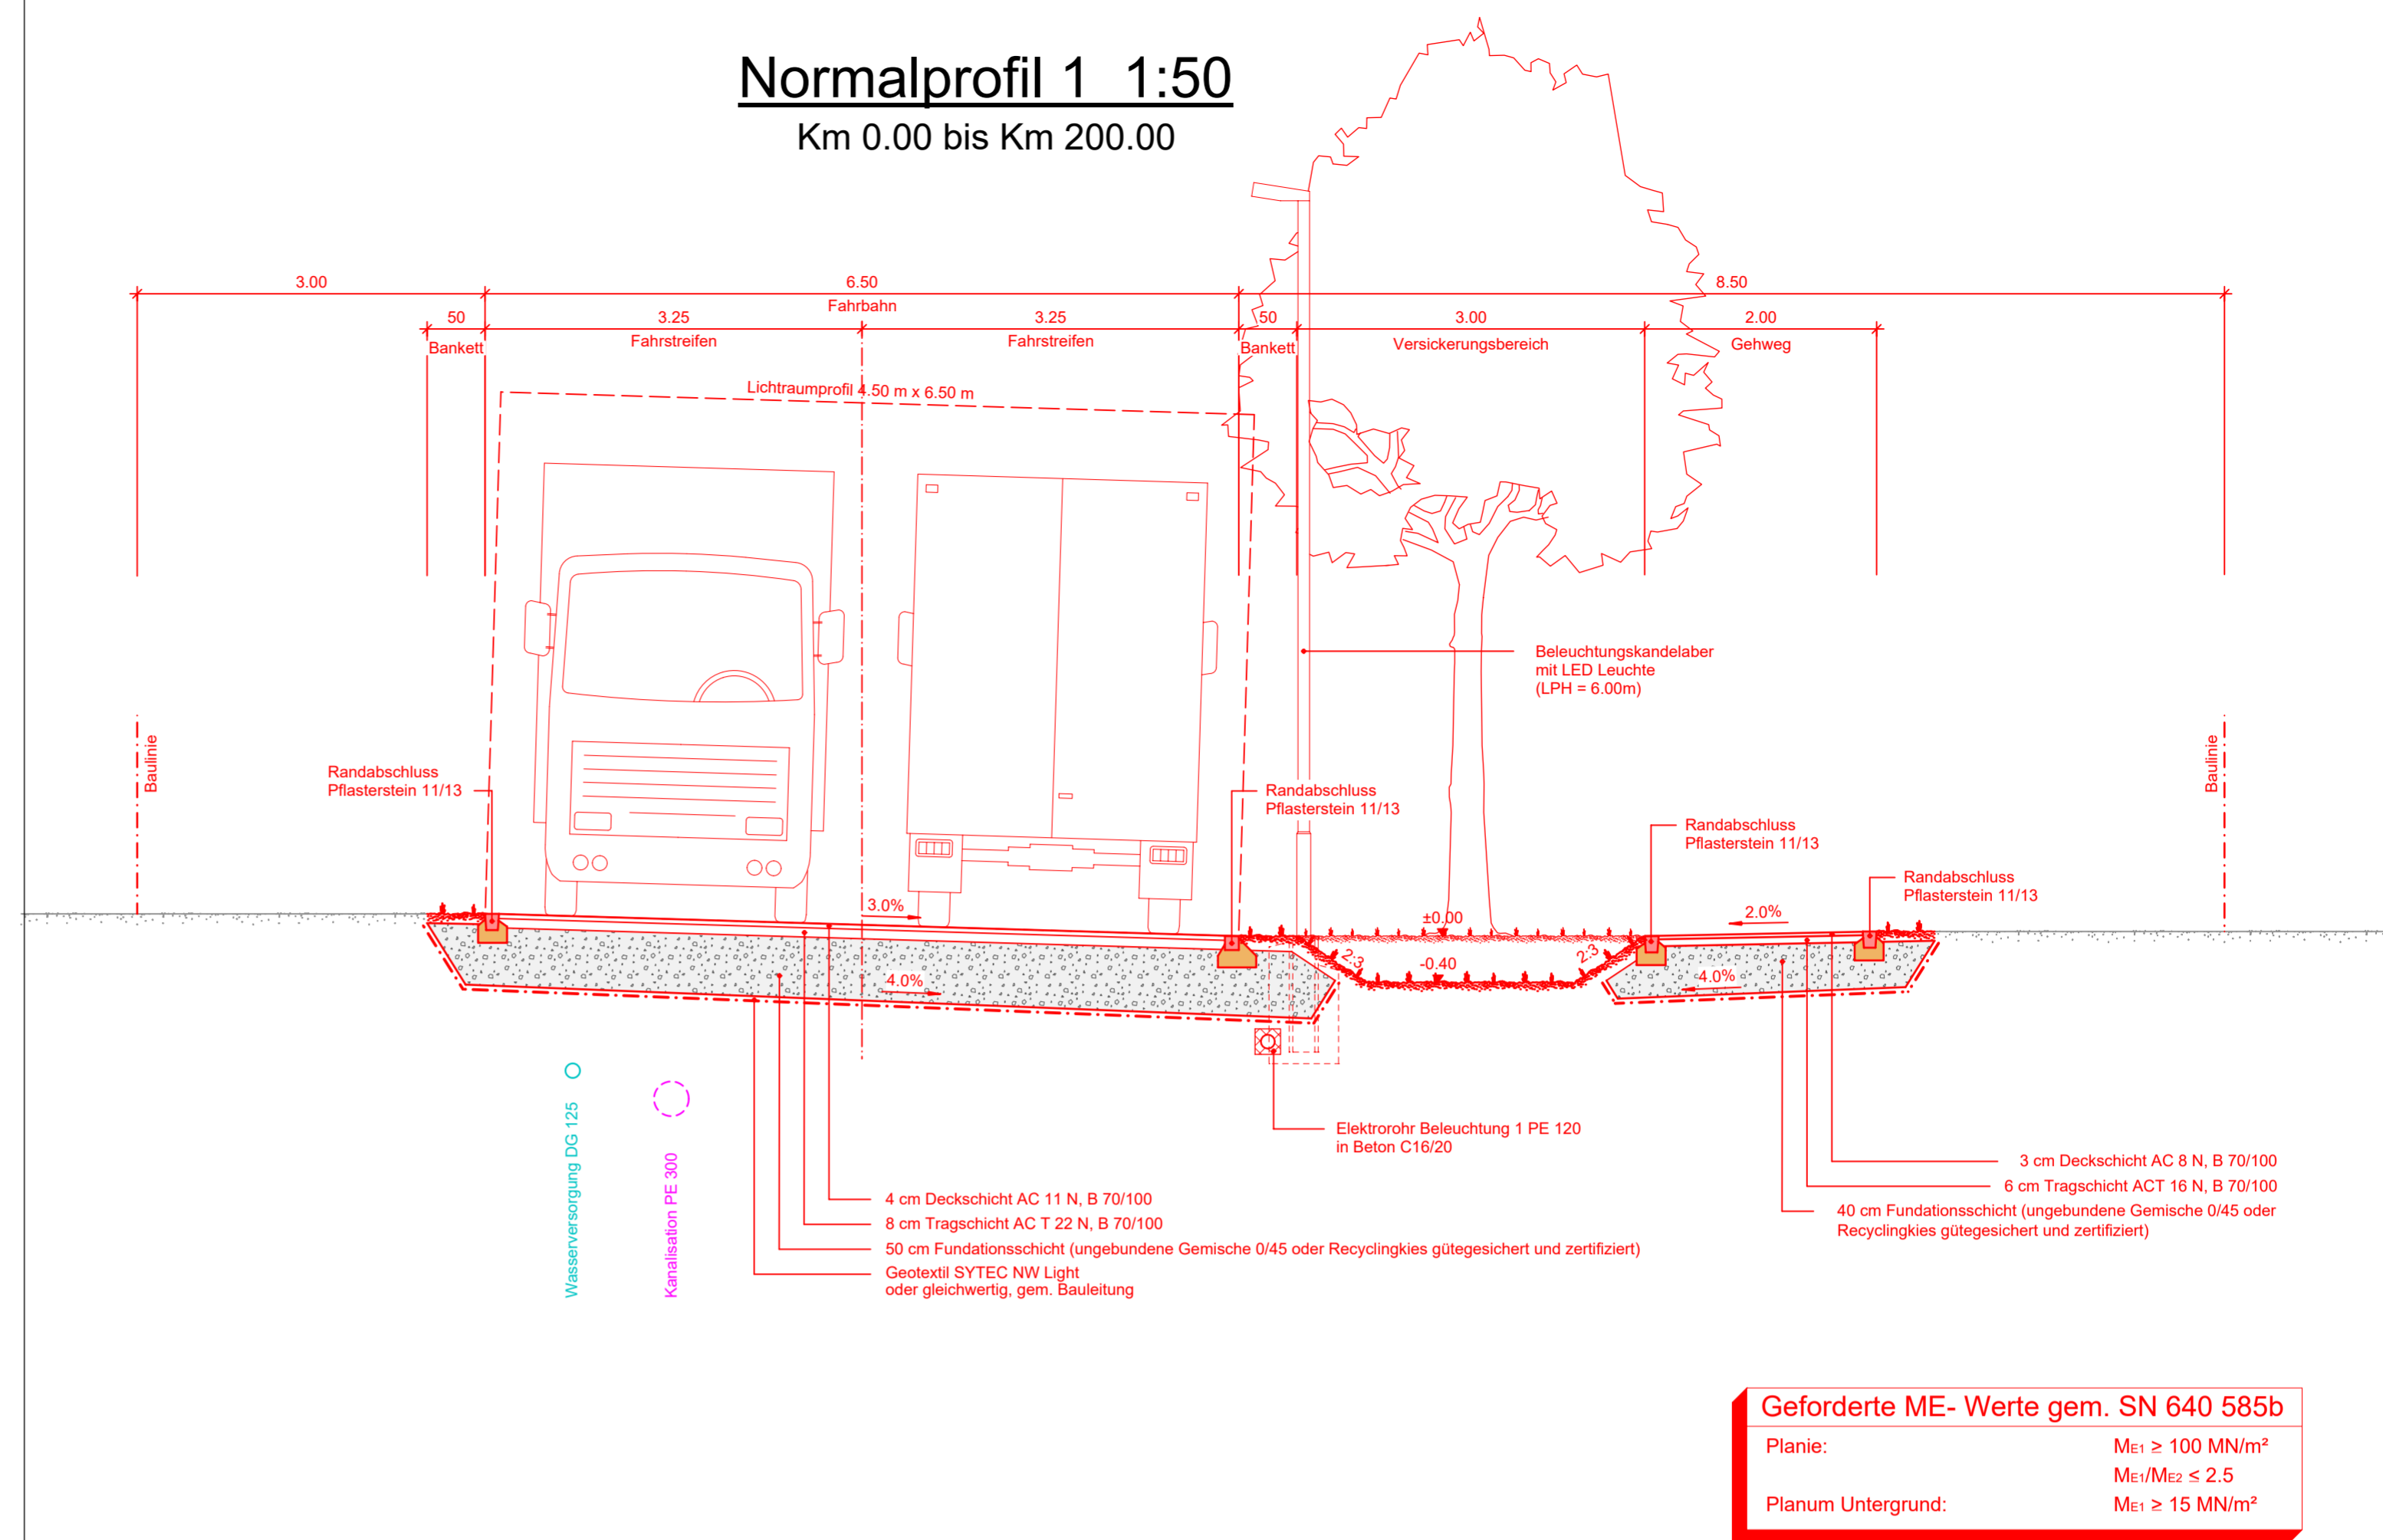 Normalprofil 1 1:50
Km 0.00 bis Km 200.00
3.00
6.50
8.50
Fahrbahn
50
3.25
3.25
50
3.00
2.00
Bankett
Fahrstreifen
Fahrstreifen
Bankett
Versickerungsbereich
Gehweg
Lichtraumprofil 4.50 m x 6.50 m
Beleuchtungskandelaber
mit LED Leuchte
(LPH = 6.00m)
Baulinie
Baulinie
Randabschluss
Pflasterstein 11/13
Randabschluss
Pflasterstein 11/13
Randabschluss
Pflasterstein 11/13
Randabschluss
Pflasterstein 11/13
3.0%
±0.00
2.0%
2:3
-0.40
2:3
4.0%
4.0%
Wasserversorgung DG 125
Kanalisation PE 300
Elektrorohr Beleuchtung 1 PE 120
in Beton C16/20
4 cm Deckschicht AC 11 N, B 70/100
8 cm Tragschicht AC T 22 N, B 70/100
50 cm Fundationsschicht (ungebundene Gemische 0/45 oder Recyclingkies gütegesichert und zertifiziert)
Geotextil SYTEC NW Light
oder gleichwertig, gem. Bauleitung
3 cm Deckschicht AC 8 N, B 70/100
6 cm Tragschicht ACT 16 N, B 70/100
40 cm Fundationsschicht (ungebundene Gemische 0/45 oder
Recyclingkies gütegesichert und zertifiziert)
Geforderte ME- Werte gem. SN 640 585b
Planie: ME1 ≥ 100 MN/m²
ME1/ME2 ≤ 2.5
Planum Untergrund: ME1 ≥ 15 MN/m²